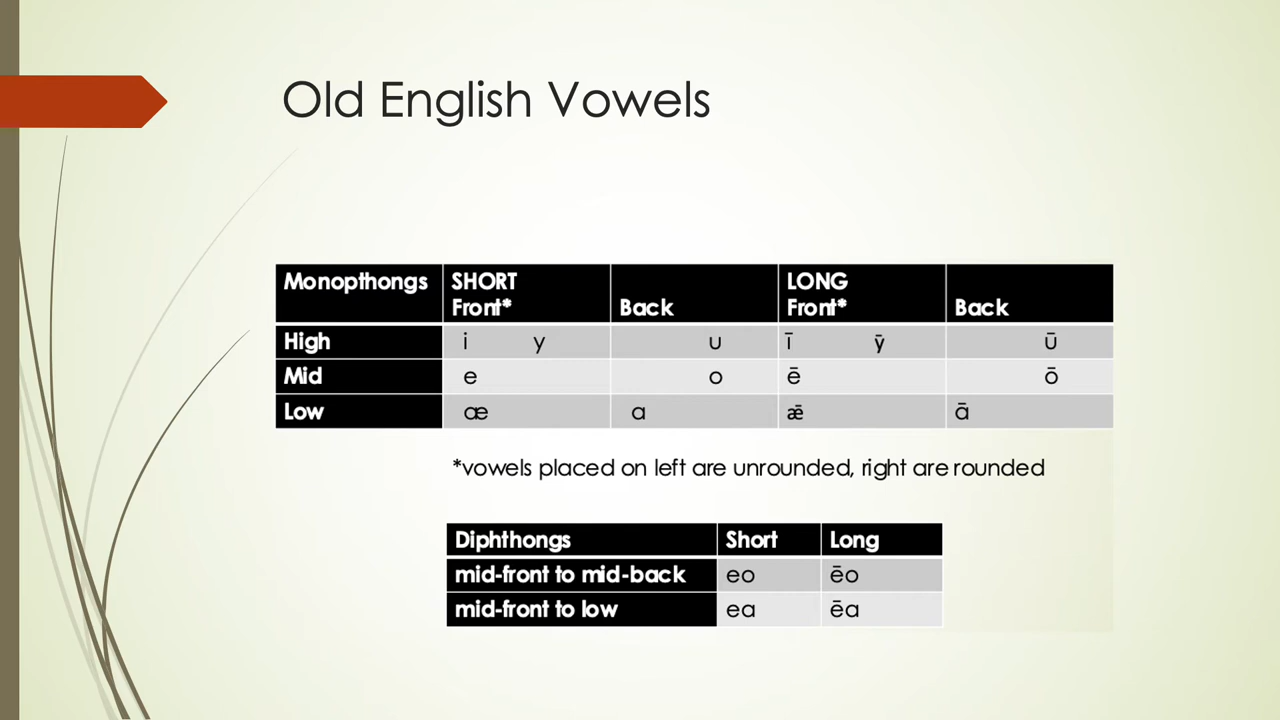 Old English Vowels
Monopthongs SHORT Front* Back LONG Front* Back
High i y u ī ȳ ū
Mid e o ē ō
Low æ a ǣ ā
*vowels placed on left are unrounded, right are rounded
Diphthongs Short Long
mid-front to mid-back eo ēo
mid-front to low ea ēa